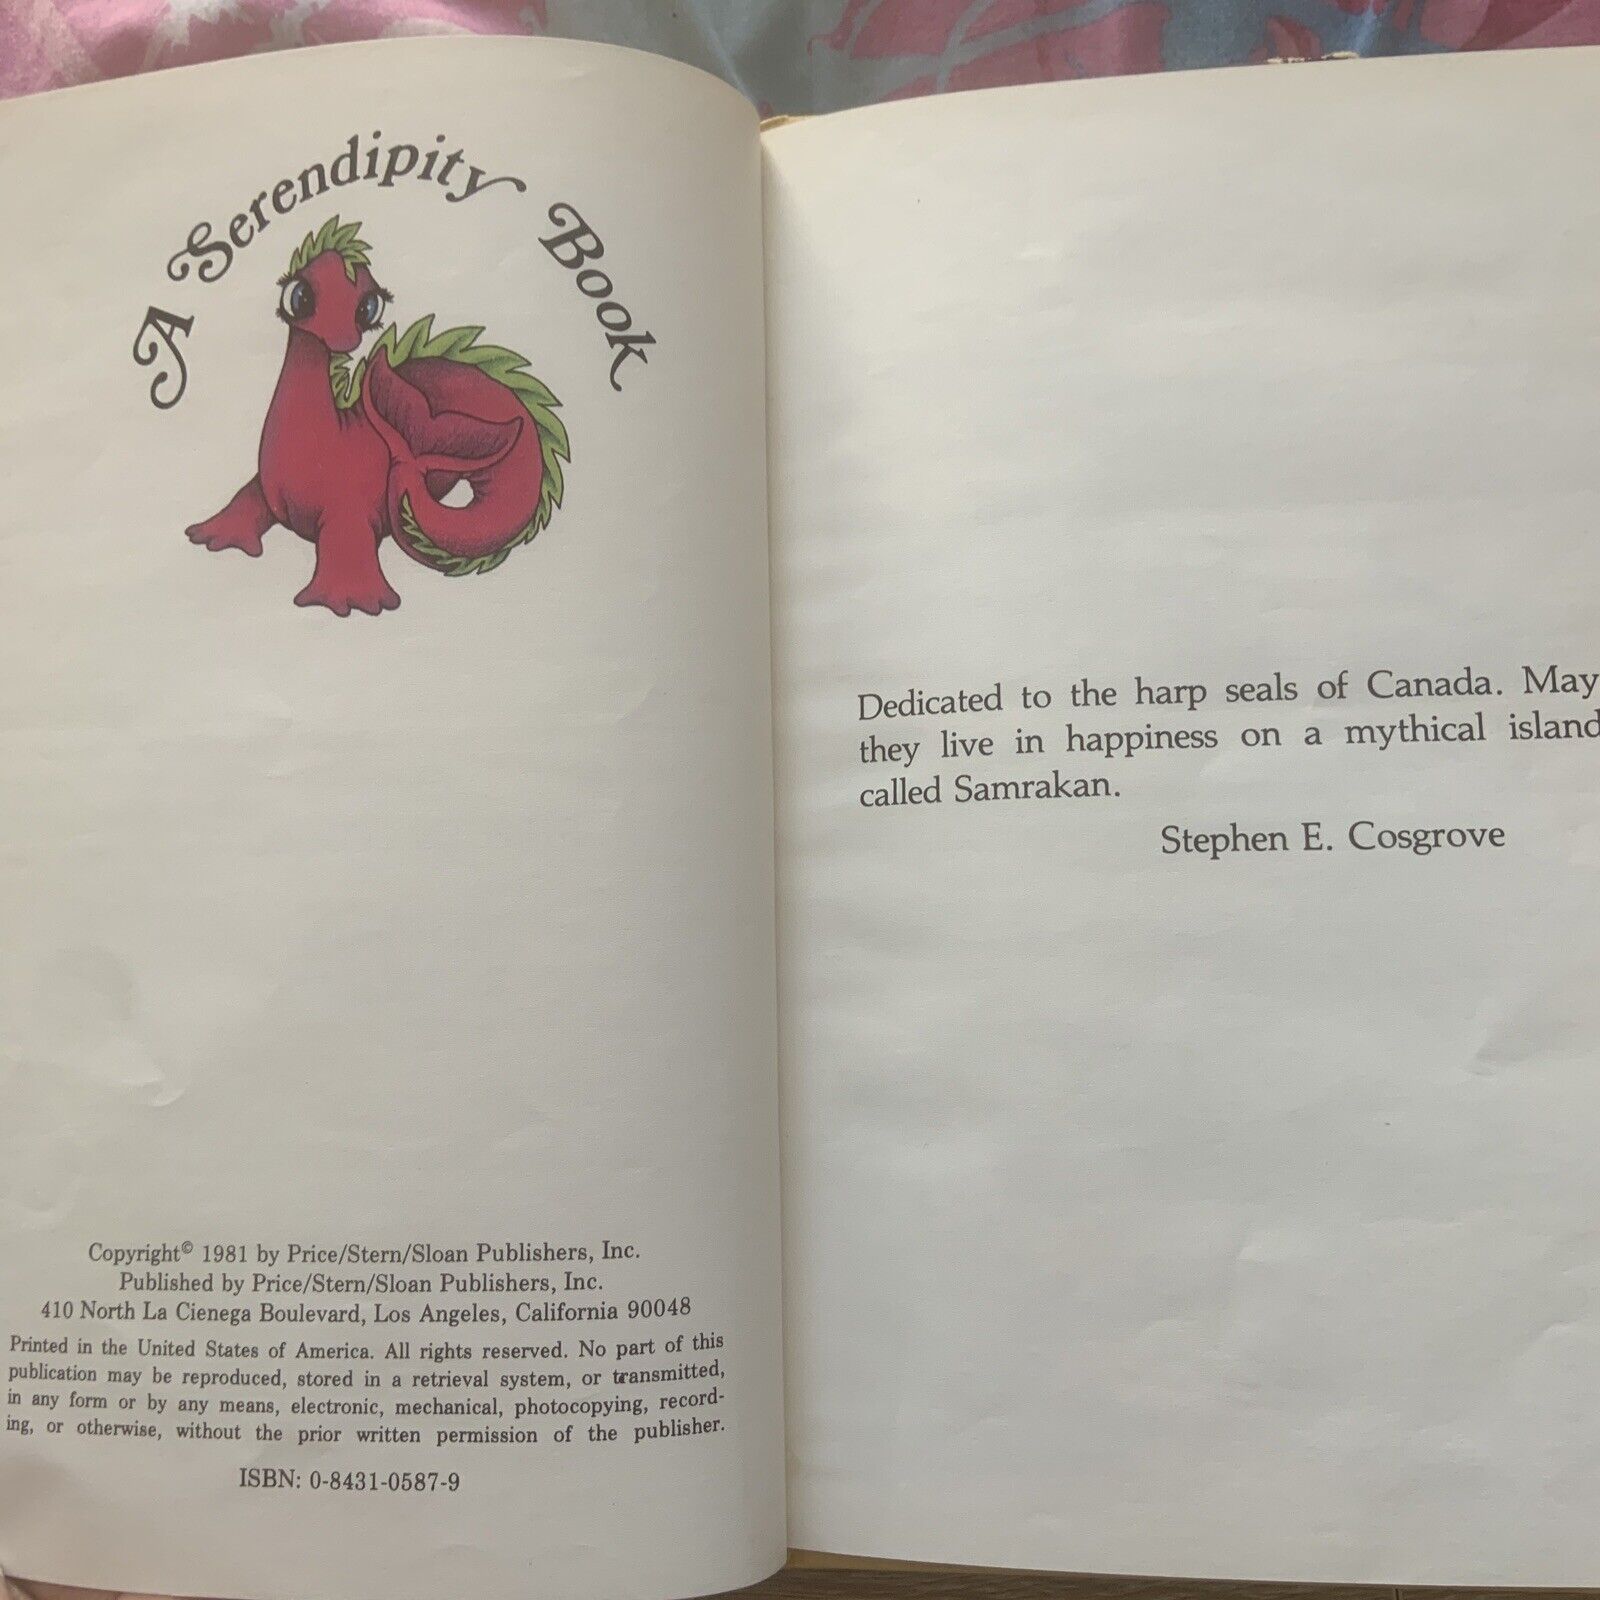 A Serendipity Book
Copyright© 1981 by Price/Stern/Sloan Publishers, Inc.
Published by Price/Stern/Sloan Publishers, Inc.
410 North La Cienega Boulevard, Los Angeles, California 90048
Printed in the United States of America. All rights reserved. No part of this
publication may be reproduced, stored in a retrieval system, or transmitted,
in any form or by any means, electronic, mechanical, photocopying, record-
ing, or otherwise, without the prior written permission of the publisher.
ISBN: 0-8431-0587-9
Dedicated to the harp seals of Canada. May
they live in happiness on a mythical island
called Samrakan.
Stephen E. Cosgrove